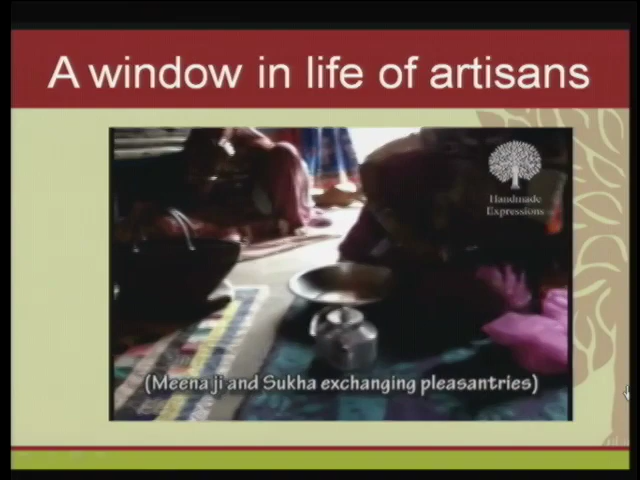 A window in life of artisans
Handmade
Expressions
(Meena ji and Sukha exchanging pleasantries)